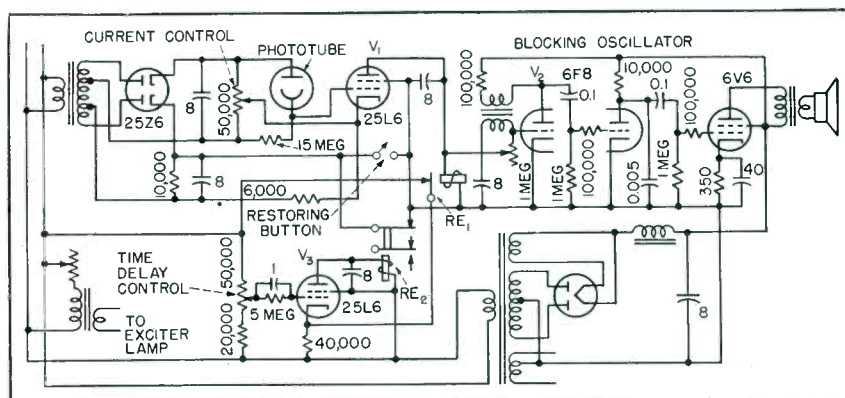 CURRENT CONTROL
PHOTOTUBE
V1
BLOCKING OSCILLATOR
25Z6
8
50,000
25L6
8
15 MEG
10,000
8
6,000
RESTORING
BUTTON
RE1
100,000
V2
6F8
0.1
10,000
0.1
100,000
6V6
8
1 MEG
1 MEG
100,000
0.005
1 MEG
350
40
TIME
DELAY
CONTROL
50,000
20,000
1
5 MEG
V3
8
25L6
RE2
40,000
TO
EXCITER
LAMP
8